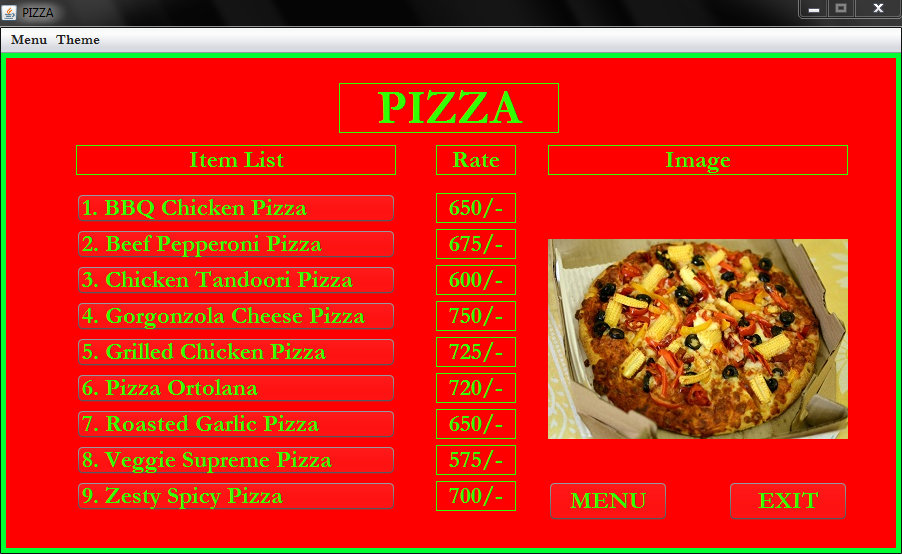 PIZZA
Menu Theme
PIZZA
Item List Rate Image
1. BBQ Chicken Pizza 650/-
2. Beef Pepperoni Pizza 675/-
3. Chicken Tandoori Pizza 600/-
4. Gorgonzola Cheese Pizza 750/-
5. Grilled Chicken Pizza 725/-
6. Pizza Ortolana 720/-
7. Roasted Garlic Pizza 650/-
8. Veggie Supreme Pizza 575/-
9. Zesty Spicy Pizza 700/-
MENU EXIT